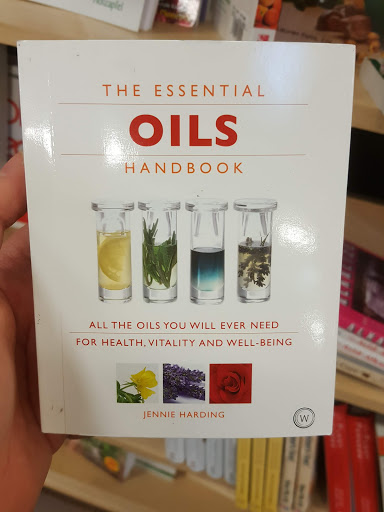 THE ESSENTIAL
OILS
HANDBOOK
ALL THE OILS YOU WILL EVER NEED
FOR HEALTH, VITALITY AND WELL-BEING
JENNIE HARDING
W